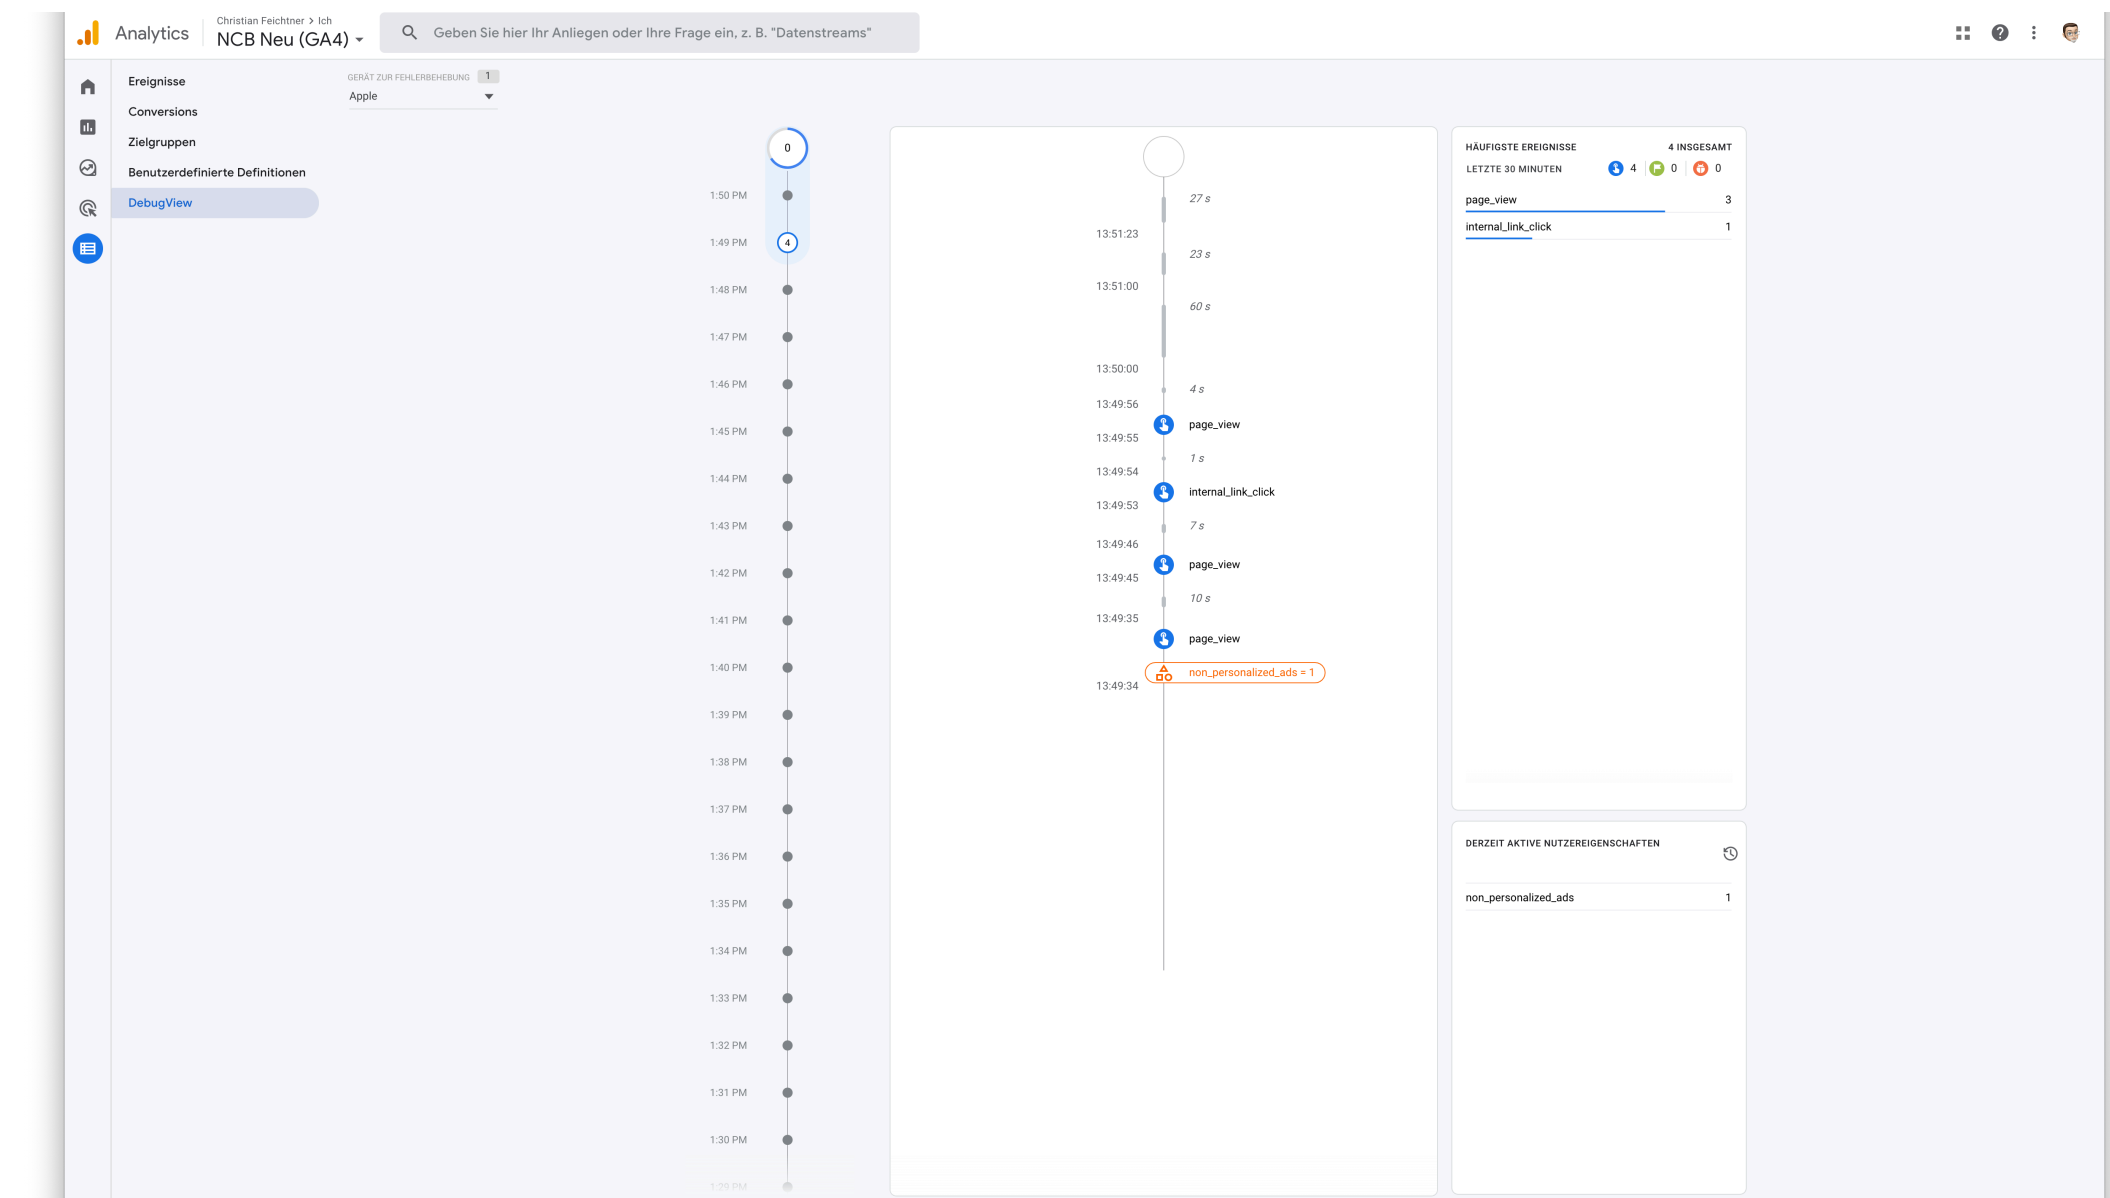 Analytics
Christian Feichtner > Ich
NCB Neu (GA4)
Geben Sie hier Ihr Anliegen oder Ihre Frage ein, z. B. "Datenstreams"
Ereignisse
Conversions
Zielgruppen
Benutzerdefinierte Definitionen
DebugView
GERÄT ZUR FEHLERBEHEBUNG 1
Apple
0
1:50 PM
1:49 PM 4
1:48 PM
1:47 PM
1:46 PM
1:45 PM
1:44 PM
1:43 PM
1:42 PM
1:41 PM
1:40 PM
1:39 PM
1:38 PM
1:37 PM
1:36 PM
1:35 PM
1:34 PM
1:33 PM
1:32 PM
1:31 PM
1:30 PM
1:29 PM
27 s
13:51:23
23 s
13:51:00
60 s
13:50:00
4 s
13:49:56
page_view
13:49:55
1 s
13:49:54
internal_link_click
13:49:53
7 s
13:49:46
page_view
13:49:45
10 s
13:49:35
page_view
non_personalized_ads = 1
13:49:34
HÄUFIGSTE EREIGNISSE 4 INSGESAMT
LETZTE 30 MINUTEN 4 0 0
page_view 3
internal_link_click 1
DERZEIT AKTIVE NUTZEREIGENSCHAFTEN
non_personalized_ads 1